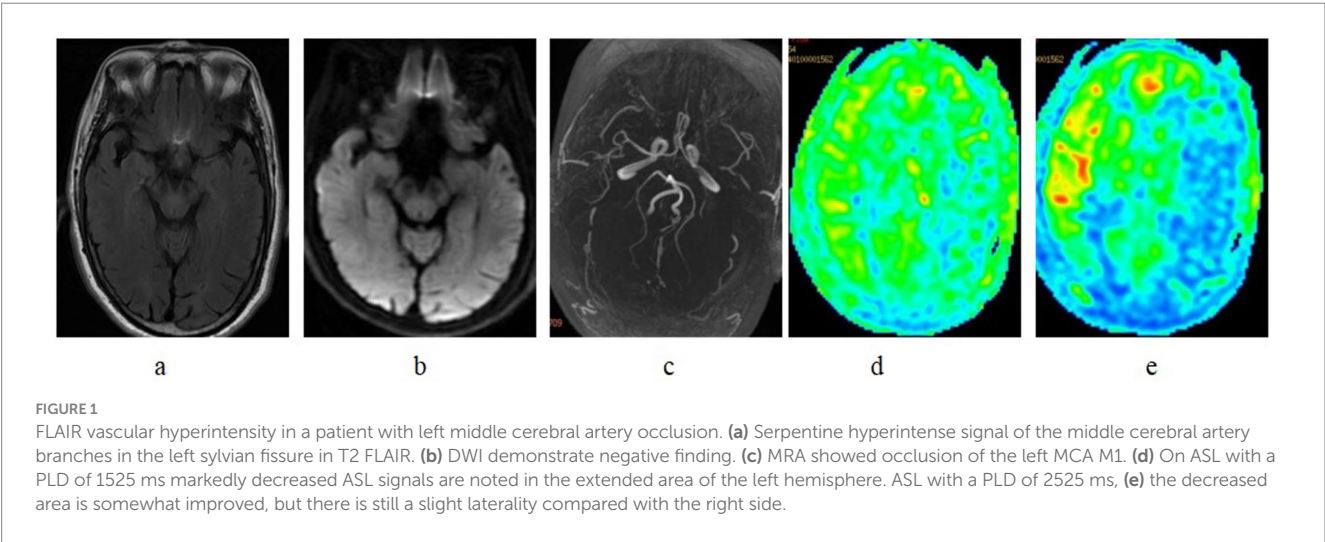 54
40100001562
0001562
709
a b c d e
FIGURE 1
FLAIR vascular hyperintensity in a patient with left middle cerebral artery occlusion. (a) Serpentine hyperintense signal of the middle cerebral artery
branches in the left sylvian fissure in T2 FLAIR. (b) DWI demonstrate negative finding. (c) MRA showed occlusion of the left MCA M1. (d) On ASL with a
PLD of 1525 ms markedly decreased ASL signals are noted in the extended area of the left hemisphere. ASL with a PLD of 2525 ms, (e) the decreased
area is somewhat improved, but there is still a slight laterality compared with the right side.